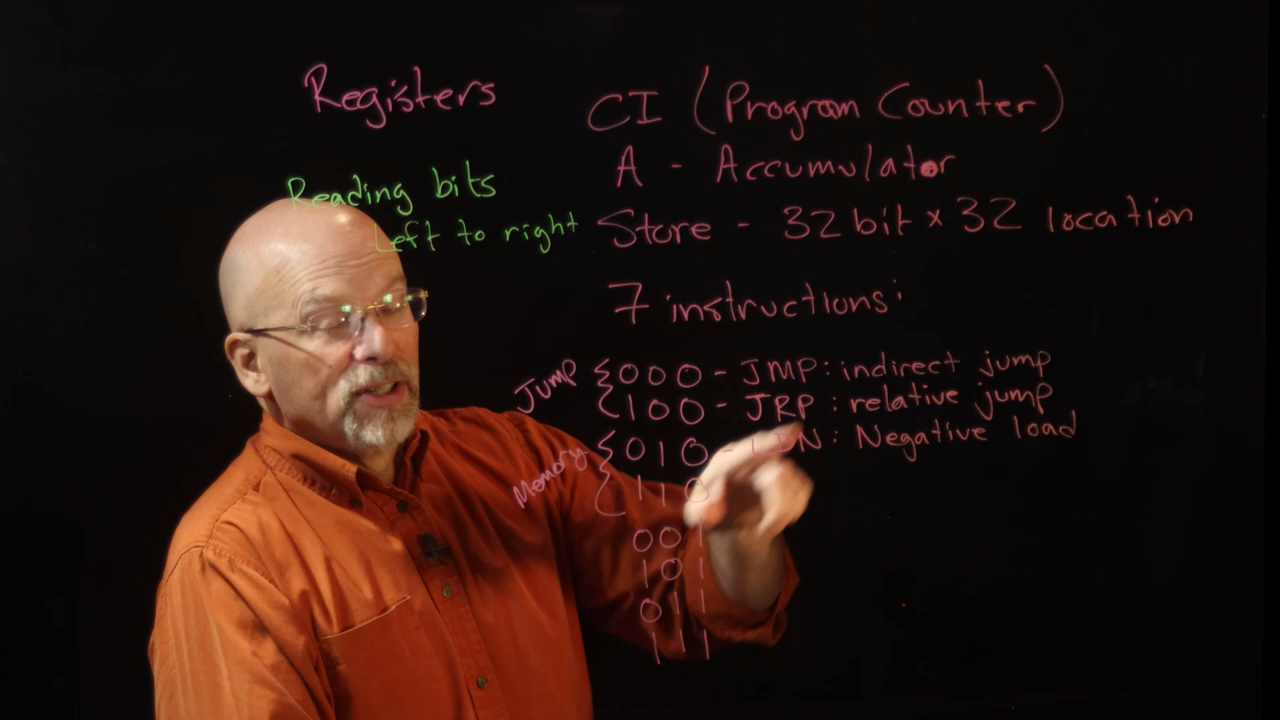 Registers
CI (Program Counter)
A - Accumulator
Reading bits
Left to right
Store - 32 bit × 32 location
7 instructions:
Jump
000 - JMP: indirect jump
100 - JRP: relative jump
Memory
010 - LDN: Negative load
110
001
101
011
111